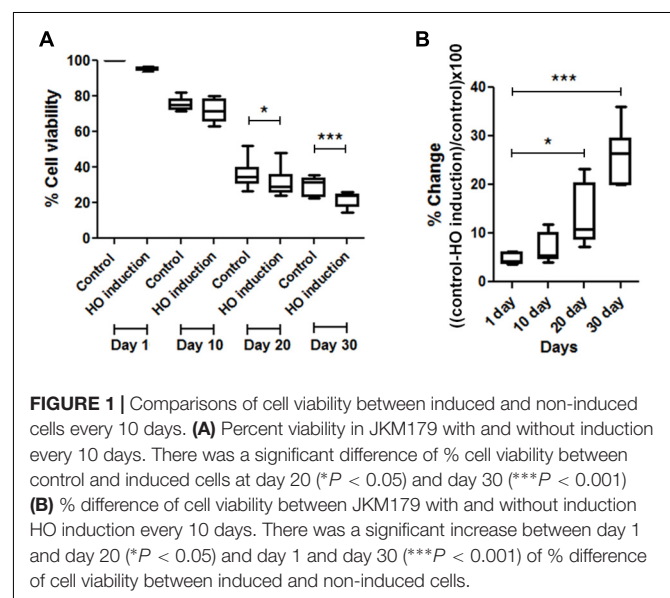 A
B
% Cell viability
100
80
60
40
20
0
*
***
Control
HO induction
Control
HO induction
Control
HO induction
Control
HO induction
Day 1
Day 10
Day 20
Day 30
% Change
((control-HO induction)/control)x100
40
30
20
10
0
***
*
1 day
10 day
20 day
30 day
Days
FIGURE 1 | Comparisons of cell viability between induced and non-induced
cells every 10 days. (A) Percent viability in JKM179 with and without induction
every 10 days. There was a significant difference of % cell viability between
control and induced cells at day 20 (*P < 0.05) and day 30 (***P < 0.001)
(B) % difference of cell viability between JKM179 with and without induction
HO induction every 10 days. There was a significant increase between day 1
and day 20 (*P < 0.05) and day 1 and day 30 (***P < 0.001) of % difference
of cell viability between induced and non-induced cells.